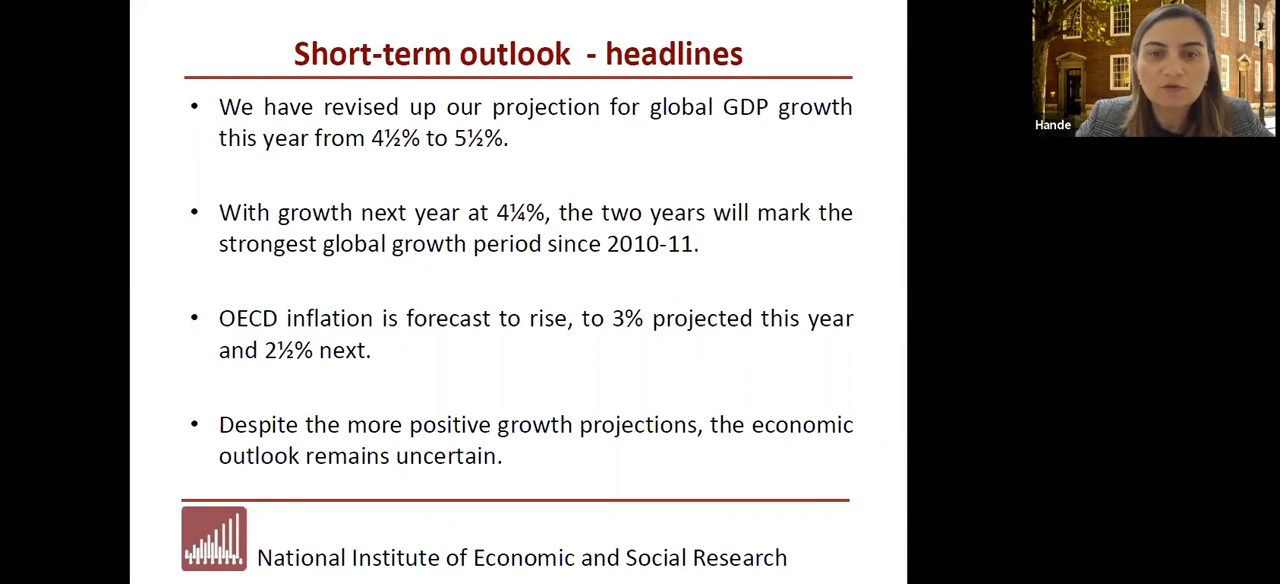 Short-term outlook - headlines
• We have revised up our projection for global GDP growth
this year from 4½% to 5½%.
• With growth next year at 4¼%, the two years will mark the
strongest global growth period since 2010-11.
• OECD inflation is forecast to rise, to 3% projected this year
and 2½% next.
• Despite the more positive growth projections, the economic
outlook remains uncertain.
National Institute of Economic and Social Research
Hande